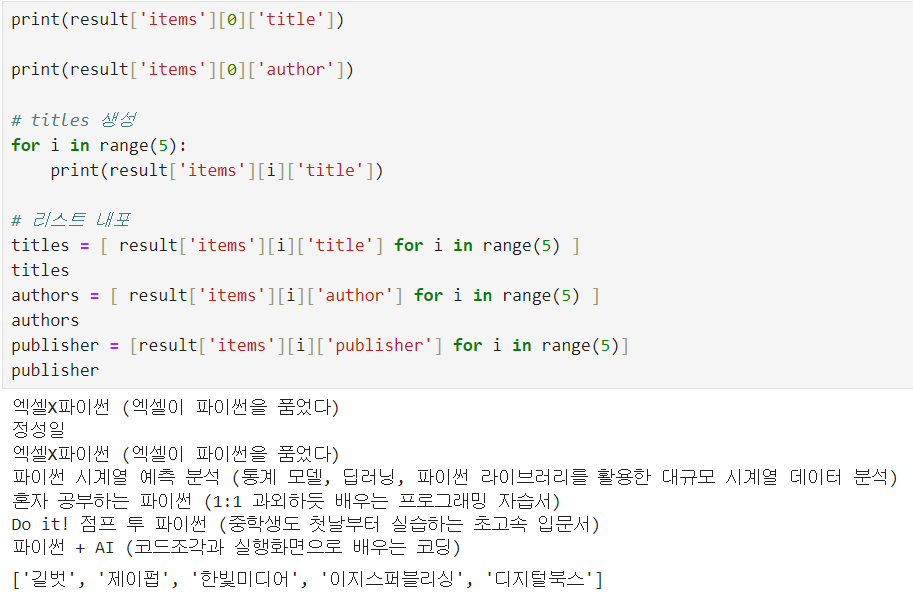 print(result['items'][0]['title'])
print(result['items'][0]['author'])
# titles 생성
for i in range(5):
    print(result['items'][i]['title'])
# 리스트 내포
titles = [ result['items'][i]['title'] for i in range(5) ]
titles
authors = [ result['items'][i]['author'] for i in range(5) ]
authors
publisher = [result['items'][i]['publisher'] for i in range(5)]
publisher
엑셀X파이썬 (엑셀이 파이썬을 품었다)
정성일
엑셀X파이썬 (엑셀이 파이썬을 품었다)
파이썬 시계열 예측 분석 (통계 모델, 딥러닝, 파이썬 라이브러리를 활용한 대규모 시계열 데이터 분석)
혼자 공부하는 파이썬 (1:1 과외하듯 배우는 프로그래밍 자습서)
Do it! 점프 투 파이썬 (중학생도 첫날부터 실습하는 초고속 입문서)
파이썬 + AI (코드조각과 실행화면으로 배우는 코딩)
['길벗', '제이펍', '한빛미디어', '이지스퍼블리싱', '디지털북스']